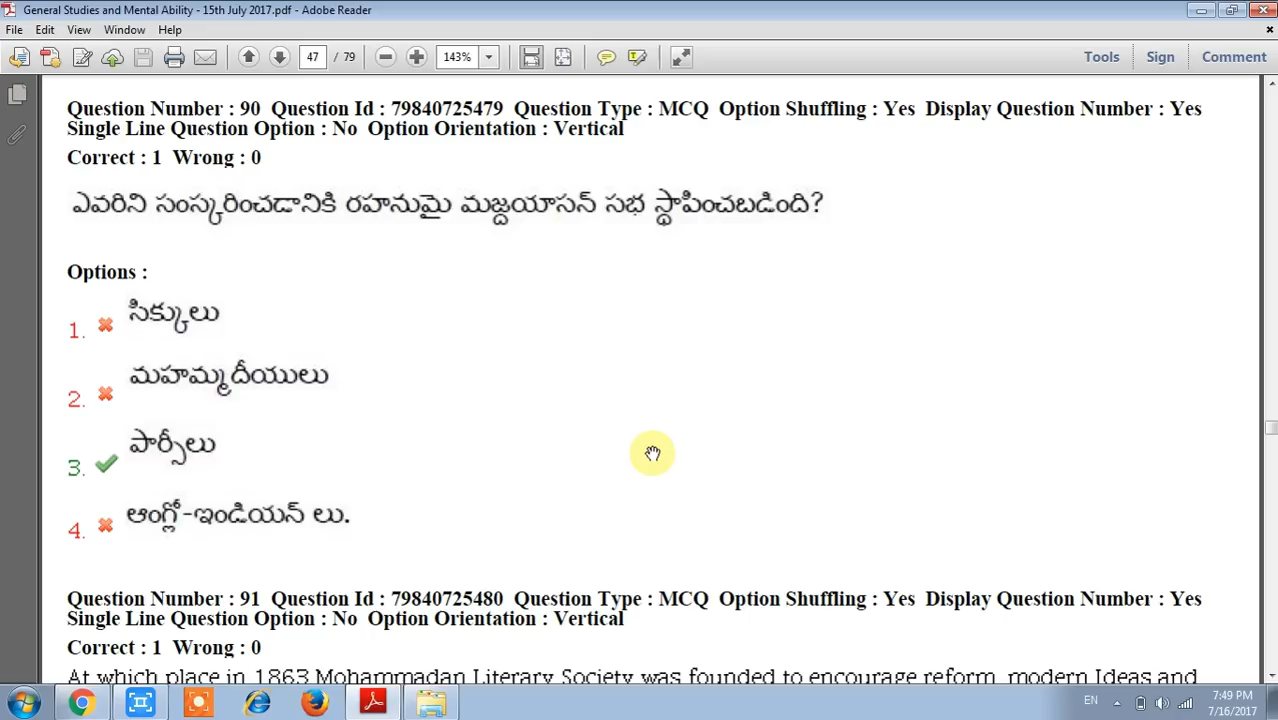 General Studies and Mental Ability - 15th July 2017.pdf - Adobe Reader
File Edit View Window Help
47 / 79 143% Tools Sign Comment
Question Number : 90 Question Id : 79840725479 Question Type : MCQ Option Shuffling : Yes Display Question Number : Yes
Single Line Question Option : No Option Orientation : Vertical
Correct : 1 Wrong : 0
ఎవరిని సంస్కరించడానికి రహనుమై మజ్దయాసన్ సభ స్థాపించబడింది?
Options :
1. సిక్కులు
2. మహమ్మదీయులు
3. పార్సీలు
4. ఆంగ్లో-ఇండియన్ లు.
Question Number : 91 Question Id : 79840725480 Question Type : MCQ Option Shuffling : Yes Display Question Number : Yes
Single Line Question Option : No Option Orientation : Vertical
Correct : 1 Wrong : 0
At which place in 1863 Mohammadan Literary Society was founded to encourage reform, modern Ideas and
EN 7:49 PM
7/16/2017